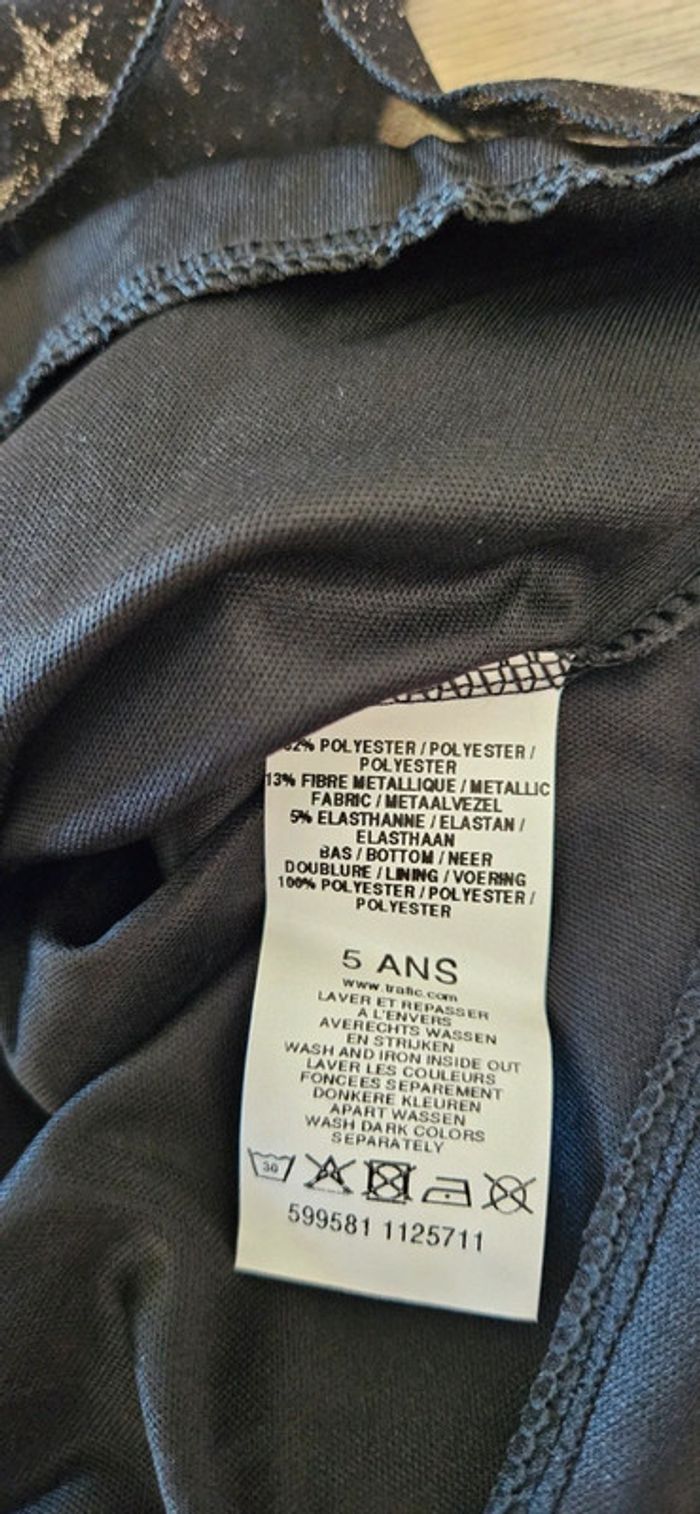 POLYESTER / POLYESTER /
POLYESTER
13% FIBRE METALLIQUE / METALLIC
FABRIC / METAALVEZEL
5% ELASTHANNE / ELASTAN /
ELASTHAAN
BAS / BOTTOM / NEER
DOUBLURE / LINING / VOERING
100% POLYESTER / POLYESTER /
POLYESTER
5 ANS
www.trafic.com
LAVER ET REPASSER
A L'ENVERS
AVERECHTS WASSEN
EN STRIJKEN
WASH AND IRON INSIDE OUT
LAVER LES COULEURS
FONCEES SEPAREMENT
DONKERE KLEUREN
APART WASSEN
WASH DARK COLORS
SEPARATELY
30
599581 1125711